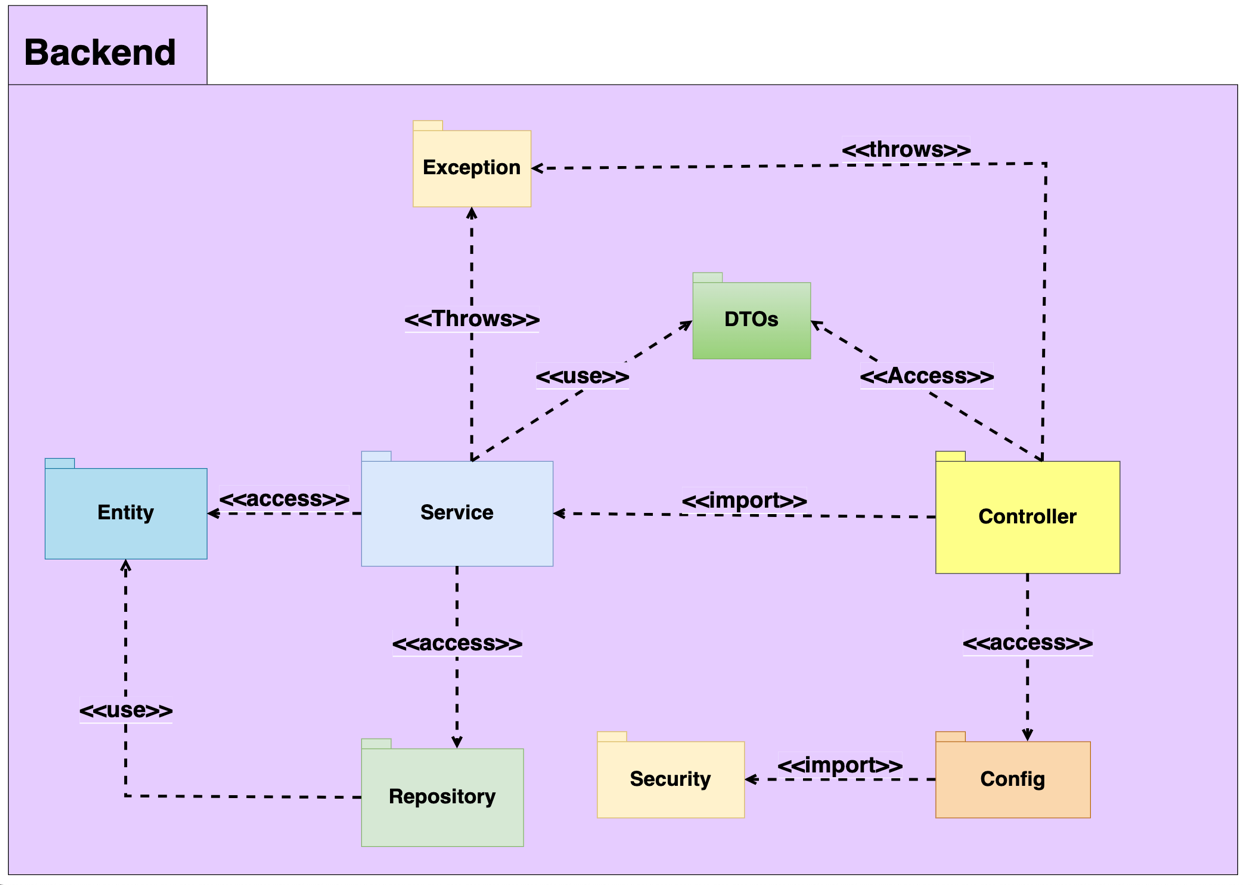 Backend
<<throws>>
Exception
<<Throws>>
DTOs
<<use>>
<<Access>>
<<access>>
<<import>>
Entity
Service
Controller
<<access>>
<<access>>
<<use>>
<<import>>
Security
Config
Repository